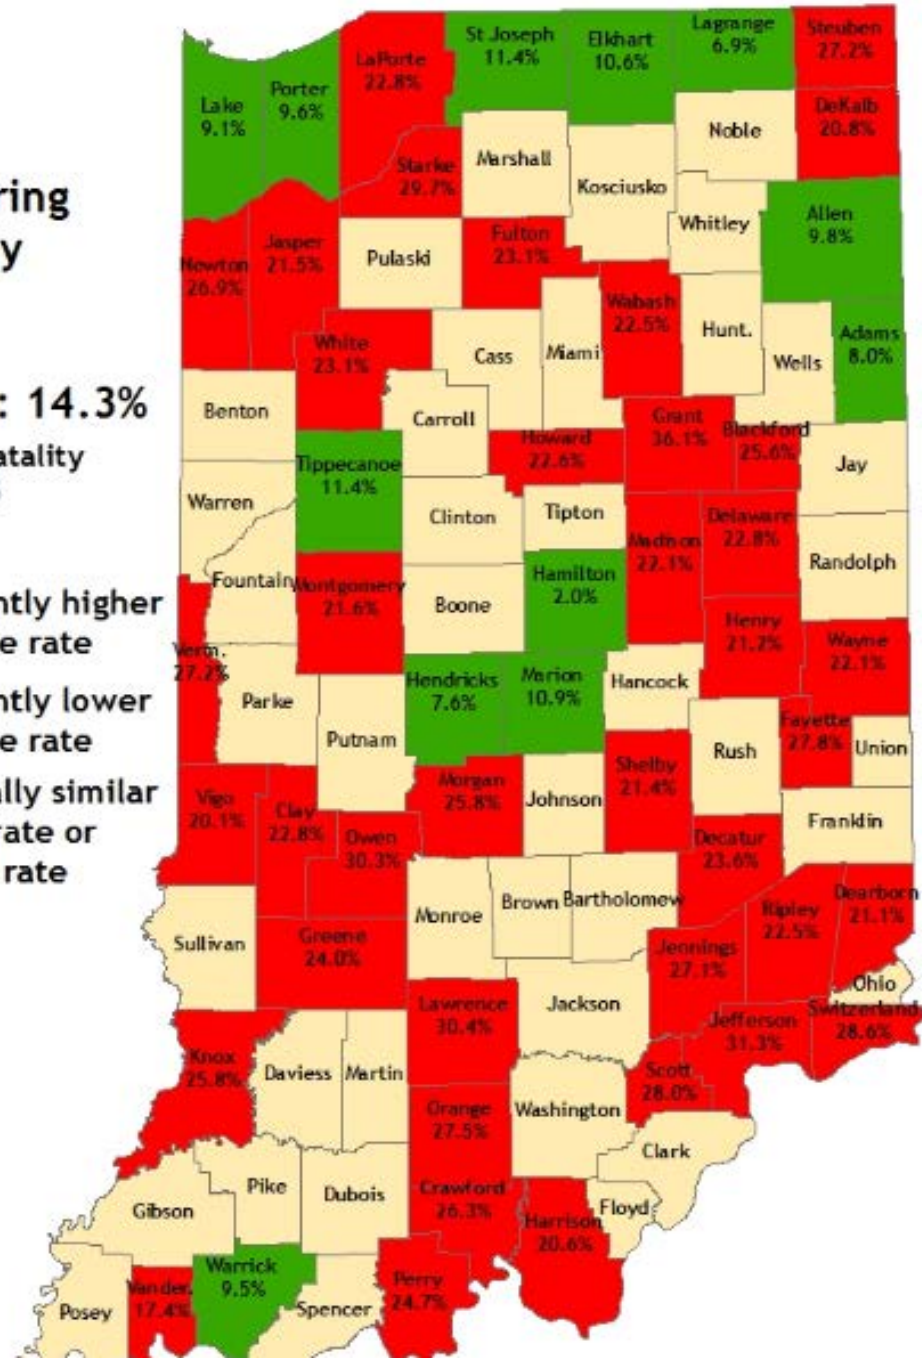 ring
y
: 14.3%
atality
ntly higher
e rate
ntly lower
e rate
ally similar
rate or
rate
Lake
9.1%
Porter
9.6%
LaPorte
22.8%
St Joseph
11.4%
Elkhart
10.6%
Lagrange
6.9%
Steuben
27.2%
Noble
DeKalb
20.8%
Marshall
Starke
29.7%
Kosciusko
Whitley
Allen
9.8%
Newton
26.9%
Jasper
21.5%
Pulaski
Fulton
23.1%
Wabash
22.5%
Hunt.
Wells
Adams
8.0%
White
23.1%
Cass
Miami
Benton
Carroll
Grant
36.1%
Blackford
25.6%
Jay
Howard
22.6%
Tippecanoe
11.4%
Warren
Clinton
Tipton
Madison
22.1%
Delaware
22.8%
Randolph
Fountain
Montgomery
21.6%
Boone
Hamilton
2.0%
Henry
21.2%
Wayne
22.1%
Verm.
27.2%
Parke
Putnam
Hendricks
7.6%
Marion
10.9%
Hancock
Rush
Fayette
27.8%
Union
Vigo
20.1%
Clay
22.8%
Owen
30.3%
Morgan
25.8%
Johnson
Shelby
21.4%
Franklin
Decatur
23.6%
Sullivan
Greene
24.0%
Monroe
Brown
Bartholomew
Jennings
27.1%
Ripley
22.5%
Dearborn
21.1%
Ohio
Switzerland
28.6%
Jefferson
31.3%
Lawrence
30.4%
Jackson
Scott
28.0%
Knox
25.8%
Daviess
Martin
Orange
27.5%
Washington
Clark
Gibson
Pike
Dubois
Crawford
26.3%
Harrison
20.6%
Floyd
Posey
Vander.
17.4%
Warrick
9.5%
Spencer
Perry
24.7%